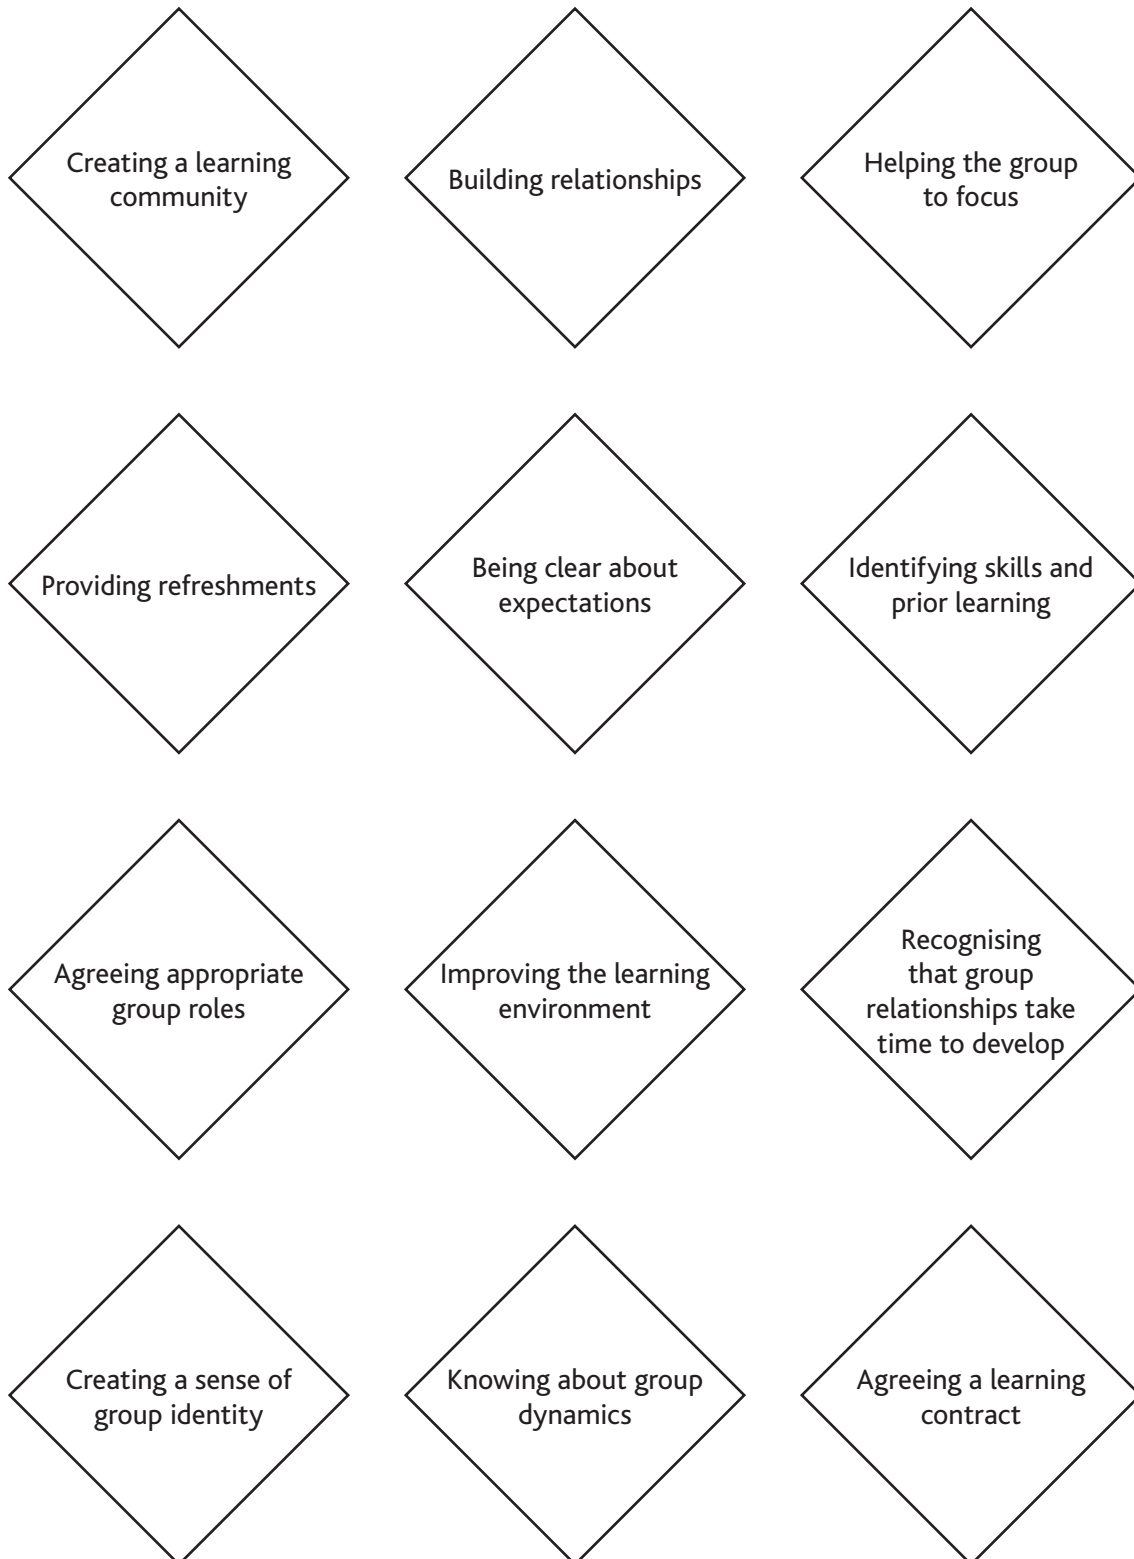 Creating a learning
community
Building relationships
Helping the group
to focus
Providing refreshments
Being clear about
expectations
Identifying skills and
prior learning
Agreeing appropriate
group roles
Improving the learning
environment
Recognising
that group
relationships take
time to develop
Creating a sense of
group identity
Knowing about group
dynamics
Agreeing a learning
contract